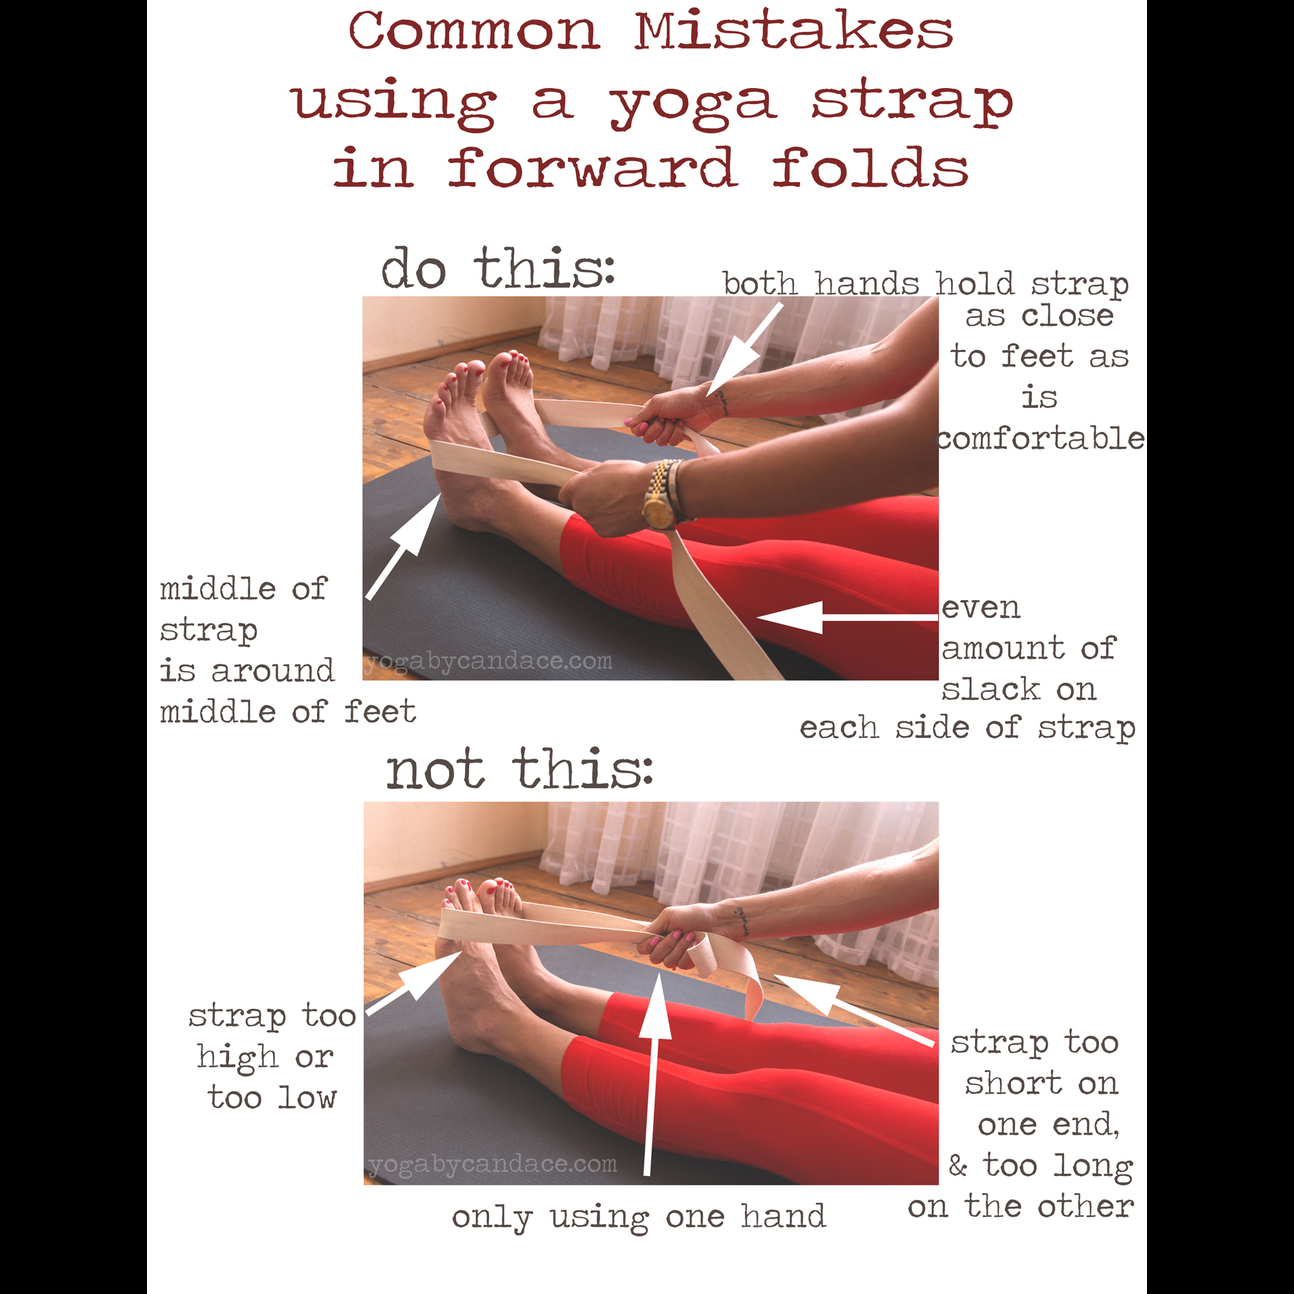 Common Mistakes
using a yoga strap
in forward folds
do this:
both hands hold strap
as close
to feet as
is
comfortable
middle of
strap
is around
middle of feet
even
amount of
slack on
each side of strap
yogabycandace.com
not this:
strap too
high or
too low
strap too
short on
one end,
& too long
on the other
yogabycandace.com
only using one hand